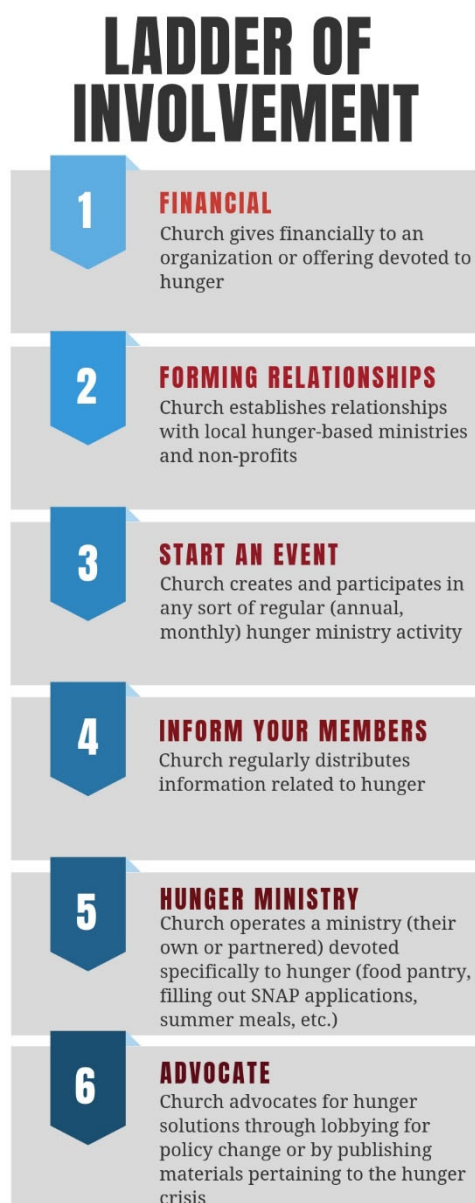 LADDER OF
INVOLVEMENT
1
FINANCIAL
Church gives financially to an
organization or offering devoted to
hunger
2
FORMING RELATIONSHIPS
Church establishes relationships
with local hunger-based ministries
and non-profits
3
START AN EVENT
Church creates and participates in
any sort of regular (annual,
monthly) hunger ministry activity
4
INFORM YOUR MEMBERS
Church regularly distributes
information related to hunger
5
HUNGER MINISTRY
Church operates a ministry (their
own or partnered) devoted
specifically to hunger (food pantry,
filling out SNAP applications,
summer meals, etc.)
6
ADVOCATE
Church advocates for hunger
solutions through lobbying for
policy change or by publishing
materials pertaining to the hunger
crisis